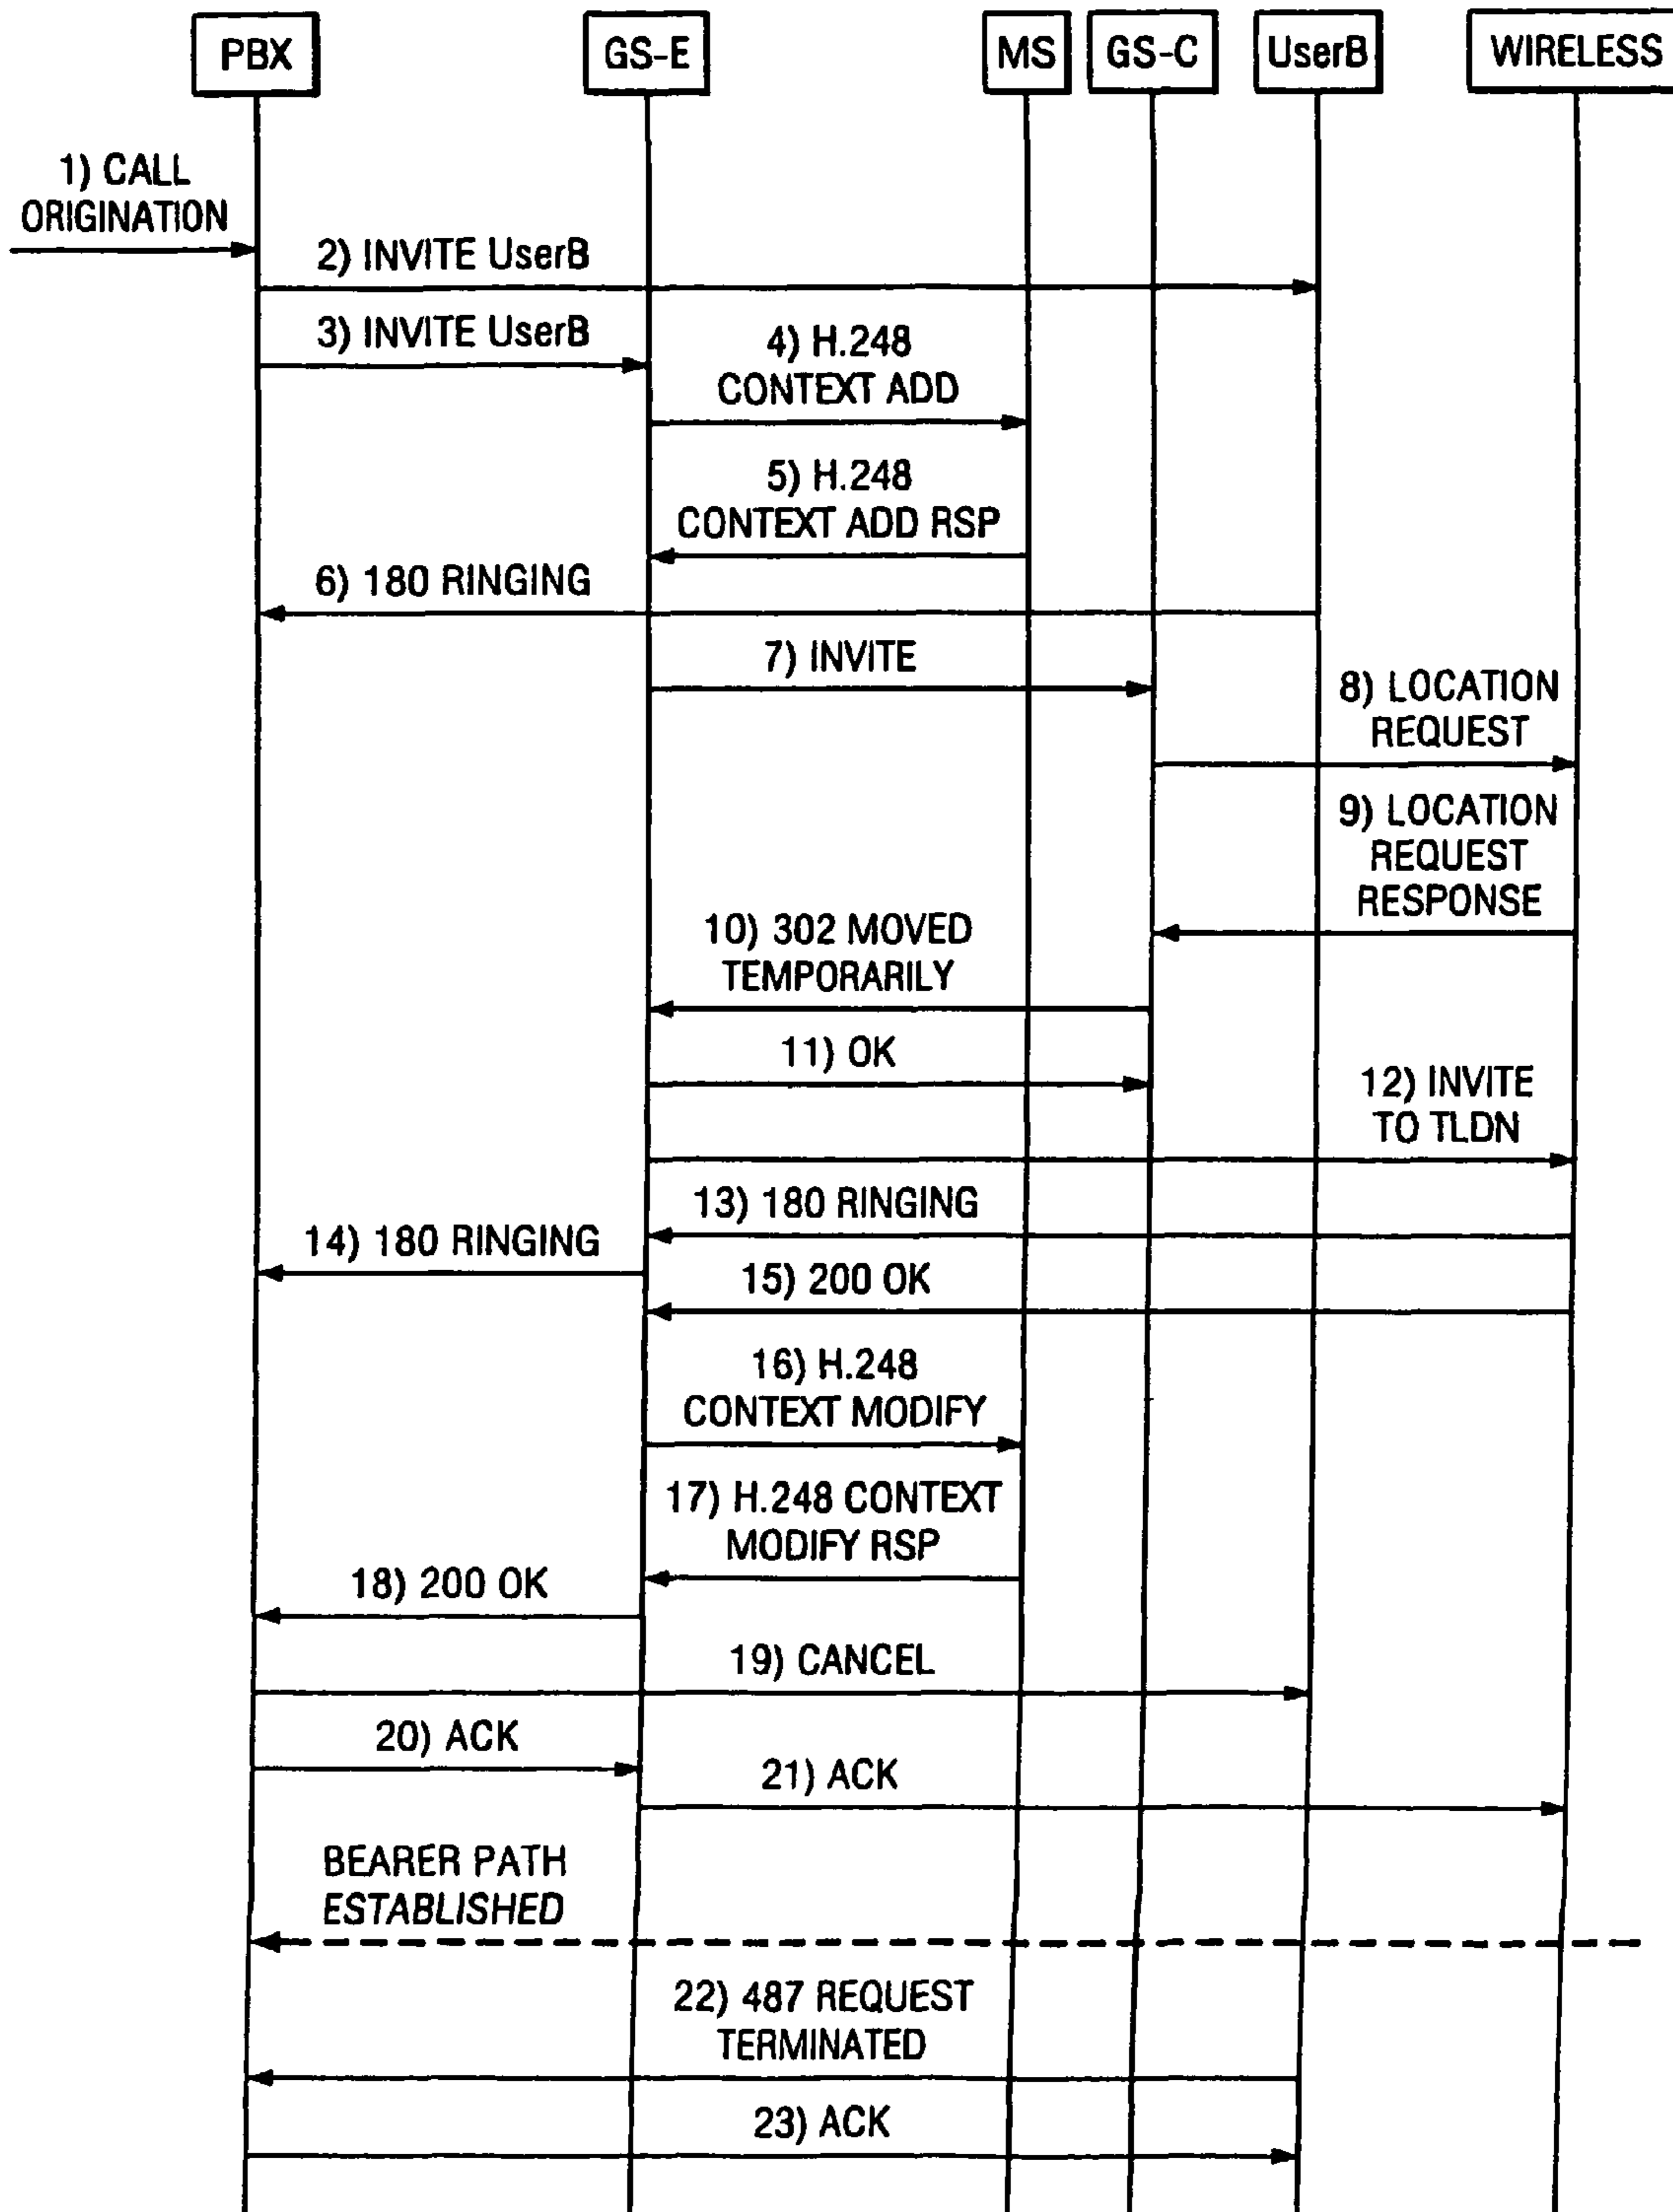 PBX
GS-E
MS
GS-C
UserB
WIRELESS
1) CALL
ORIGINATION
2) INVITE UserB
3) INVITE UserB
4) H.248
CONTEXT ADD
5) H.248
CONTEXT ADD RSP
6) 180 RINGING
7) INVITE
8) LOCATION
REQUEST
9) LOCATION
REQUEST
RESPONSE
10) 302 MOVED
TEMPORARILY
11) OK
12) INVITE
TO TLDN
13) 180 RINGING
14) 180 RINGING
15) 200 OK
16) H.248
CONTEXT MODIFY
17) H.248 CONTEXT
MODIFY RSP
18) 200 OK
19) CANCEL
20) ACK
21) ACK
BEARER PATH
ESTABLISHED
22) 487 REQUEST
TERMINATED
23) ACK